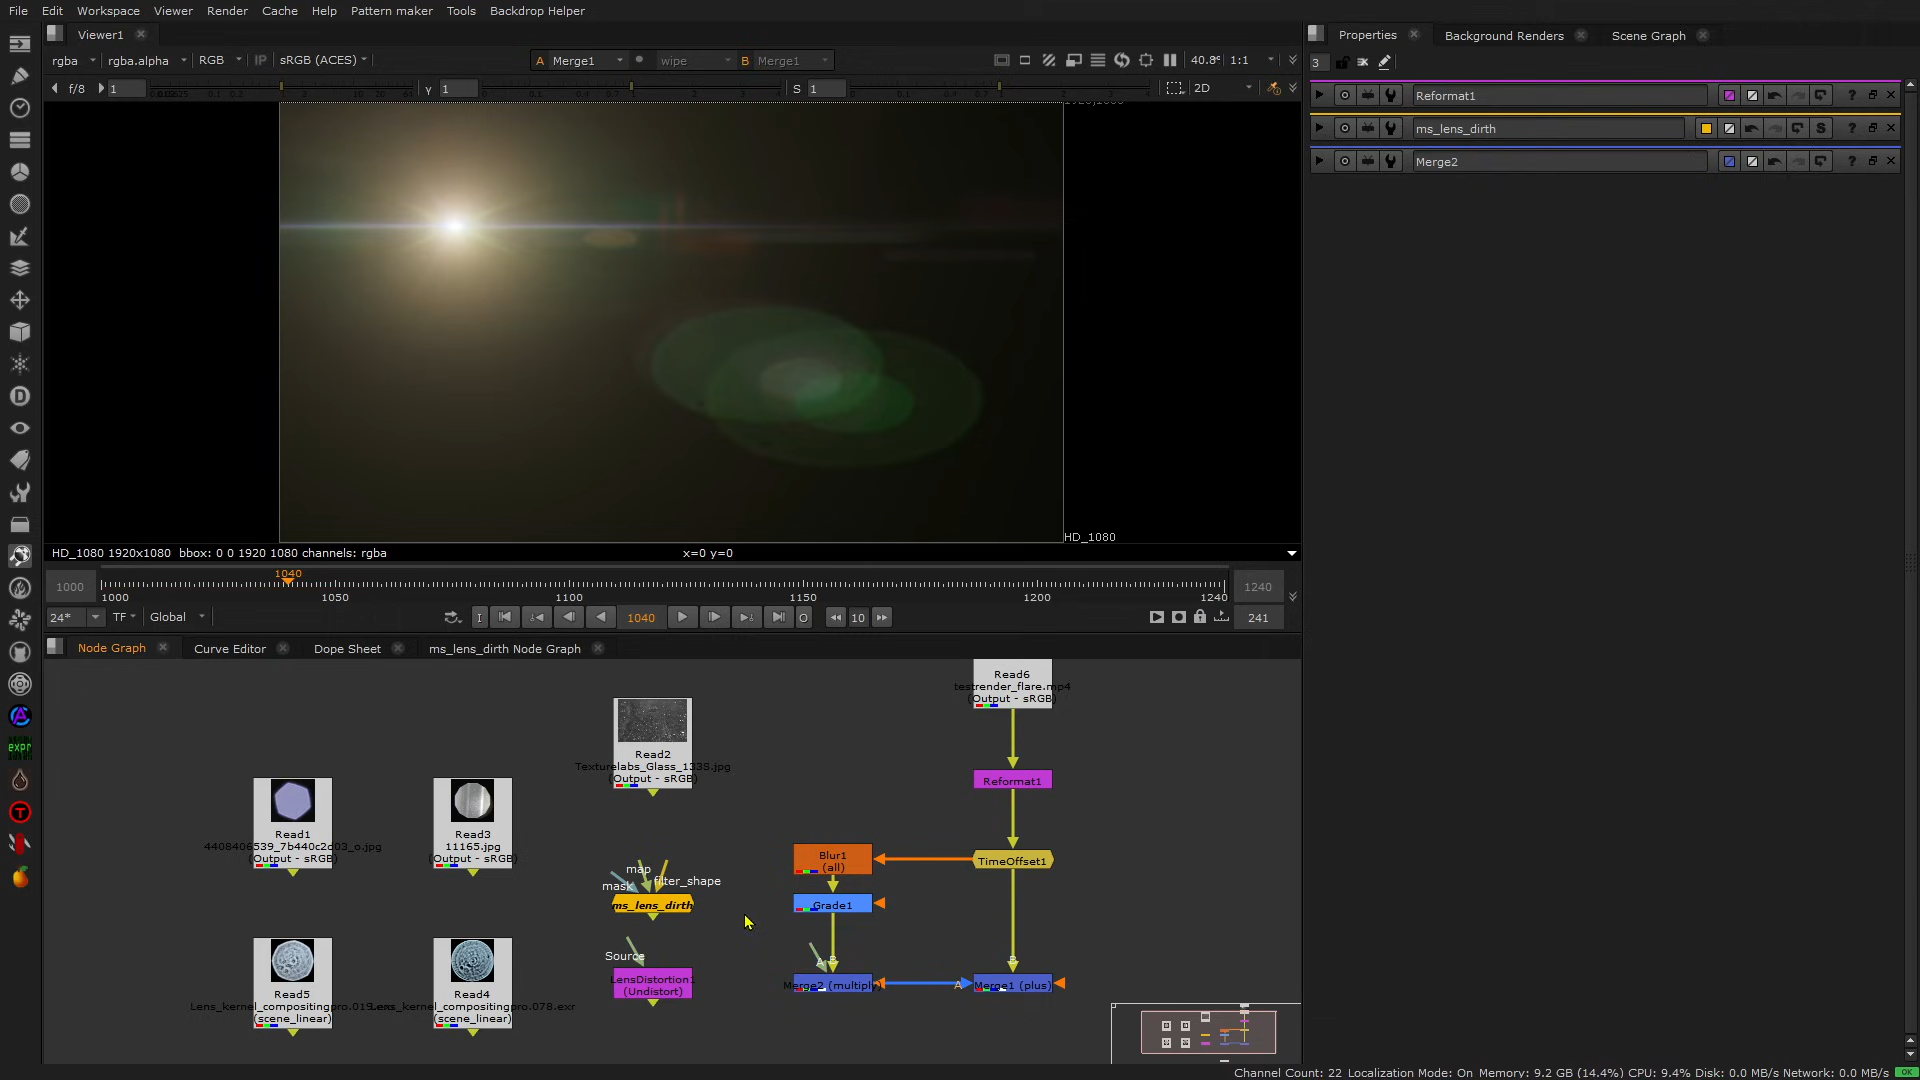 File Edit Workspace Viewer Render Cache Help Pattern maker Tools Backdrop Helper
Viewer1
Properties Background Renders Scene Graph
rgba rgba.alpha RGB IP sRGB (ACES) A Merge1 wipe B Merge1 40.8% 1:1
3
f/8 1 γ 1 S 1 2D
Reformat1
ms_lens_dirth S
Merge2
HD_1080
HD_1080 1920x1080 bbox: 0 0 1920 1080 channels: rgba x=0 y=0
1040
1000 1240
1000 1050 1100 1150 1200 1240
24* TF Global I 1040 O 10 241
Node Graph Curve Editor Dope Sheet ms_lens_dirth Node Graph
Read6
testrender_flare.mp4
(Output - sRGB)
Read2
Texturelabs_Glass_133S.jpg
(Output - sRGB)
Reformat1
Read1
4408406539_7b440c2d03_o.jpg
(Output - sRGB)
Read3
11165.jpg
(Output - sRGB)
map
mask filter_shape
ms_lens_dirth
Blur1
(all)
TimeOffset1
Grade1
Source
LensDistortion1
(Undistort)
A B
Merge2 (multiply)
B
A Merge1 (plus)
Read5
(scene_linear)
Read4
(scene_linear)
Channel Count: 22 Localization Mode: On Memory: 9.2 GB (14.4%) CPU: 9.4% Disk: 0.0 MB/s Network: 0.0 MB/s OK
expr